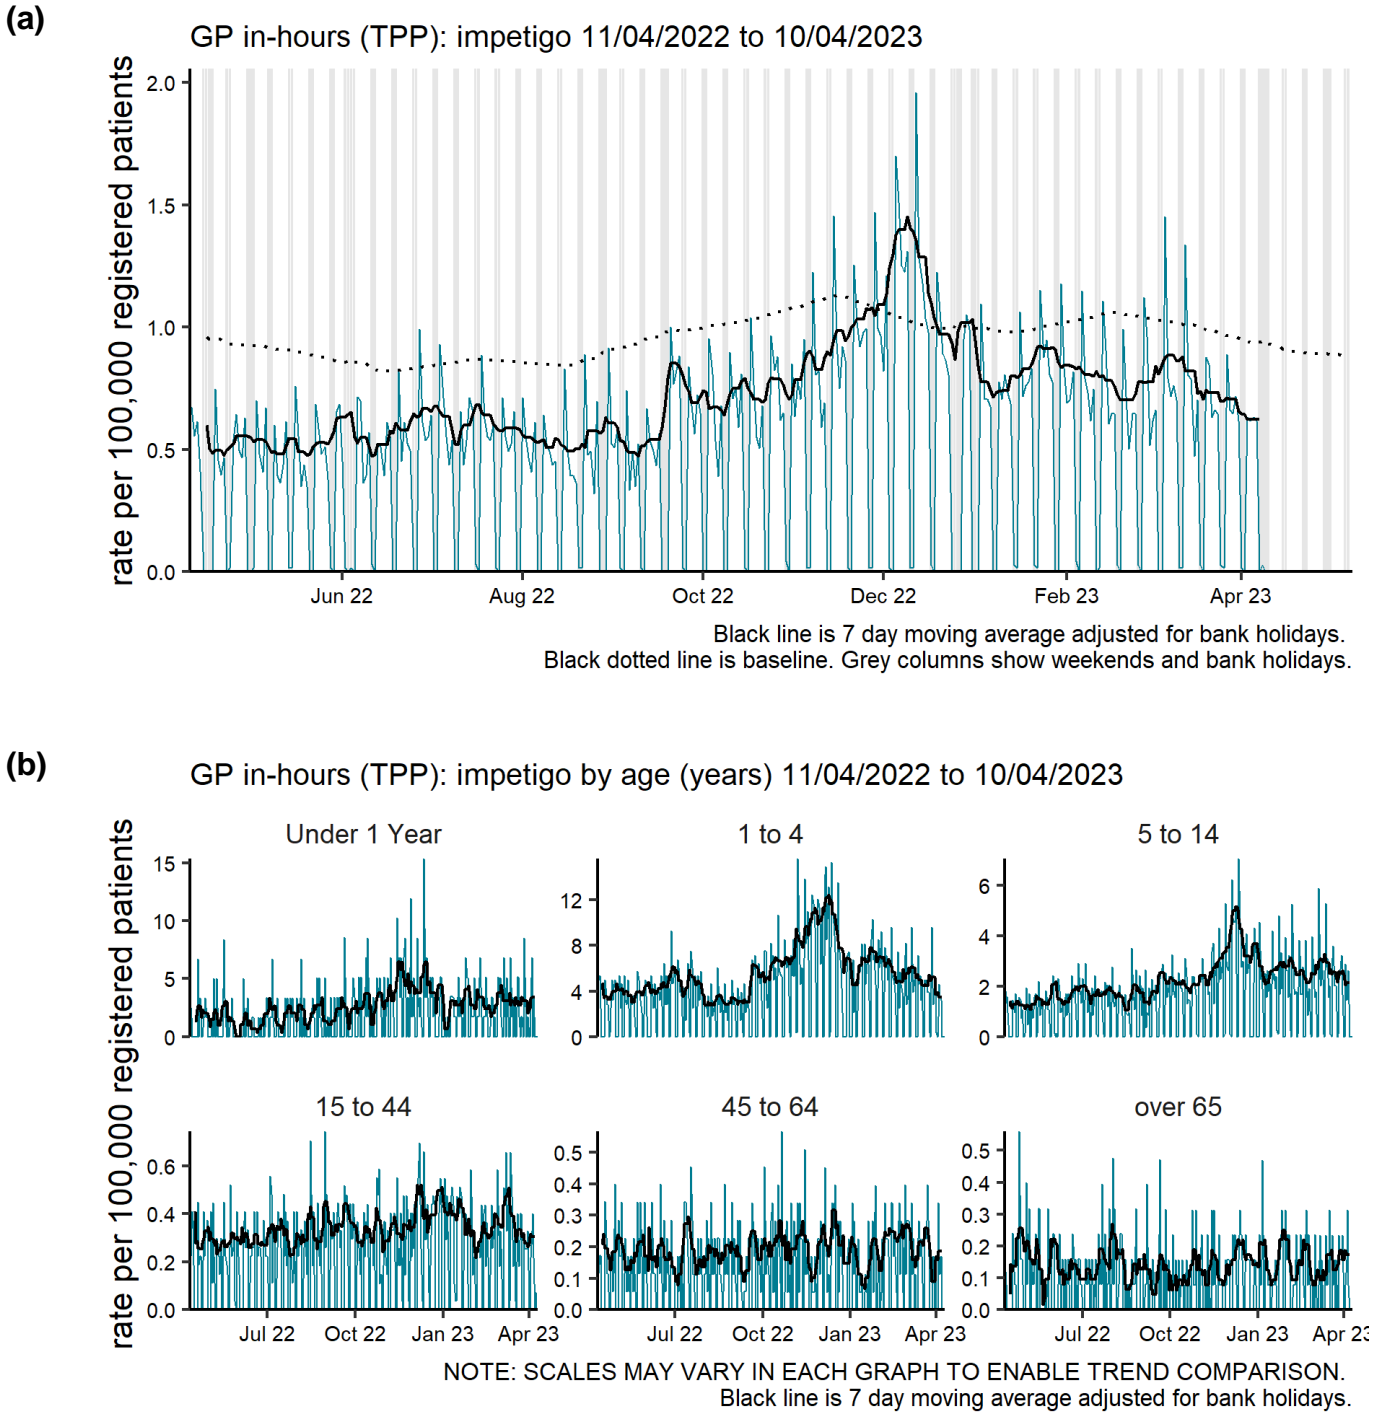 (a)
GP in-hours (TPP): impetigo 11/04/2022 to 10/04/2023
rate per 100,000 registered patients
2.0
1.5
1.0
0.5
0.0
Jun 22 Aug 22 Oct 22 Dec 22 Feb 23 Apr 23
Black line is 7 day moving average adjusted for bank holidays.
Black dotted line is baseline. Grey columns show weekends and bank holidays.
(b)
GP in-hours (TPP): impetigo by age (years) 11/04/2022 to 10/04/2023
rate per 100,000 registered patients
Under 1 Year
15
10
5
0
1 to 4
12
8
4
0
5 to 14
6
4
2
0
15 to 44
0.6
0.4
0.2
0.0
Jul 22 Oct 22 Jan 23 Apr 23
45 to 64
0.5
0.4
0.3
0.2
0.1
0.0
Jul 22 Oct 22 Jan 23 Apr 23
over 65
0.5
0.4
0.3
0.2
0.1
0.0
Jul 22 Oct 22 Jan 23 Apr 23
NOTE: SCALES MAY VARY IN EACH GRAPH TO ENABLE TREND COMPARISON.
Black line is 7 day moving average adjusted for bank holidays.